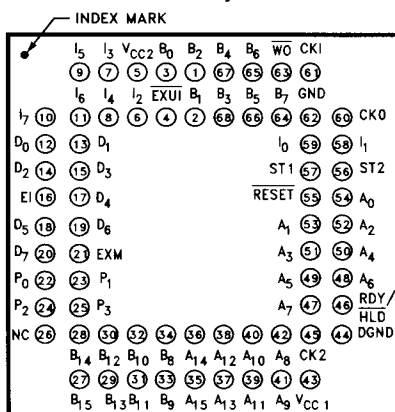 INDEX MARK
I5 I3 VCC2 B0 B2 B4 B6 W̅O̅ CKI
9 7 5 3 1 67 65 63 61
I6 I4 I2 E̅X̅U̅I̅ B1 B3 B5 B7 GND
I7 10 11 8 6 4 2 68 66 64 62 60 CKO
D0 12 13 D1 I0 59 58 I1
D2 14 15 D3 ST1 57 56 ST2
EI 16 17 D4 R̅E̅S̅E̅T̅ 55 54 A0
D5 18 19 D6 A1 53 52 A2
D7 20 21 EXM A3 51 50 A4
P0 22 23 P1 A5 49 48 A6
P2 24 25 P3 A7 47 46 RDY/H̅L̅D̅
NC 26 28 30 32 34 36 38 40 42 45 44 DGND
B14 B12 B10 B8 A14 A12 A10 A8 CK2
27 29 31 33 35 37 39 41 43
B15 B13 B11 B9 A15 A13 A11 A9 VCC1